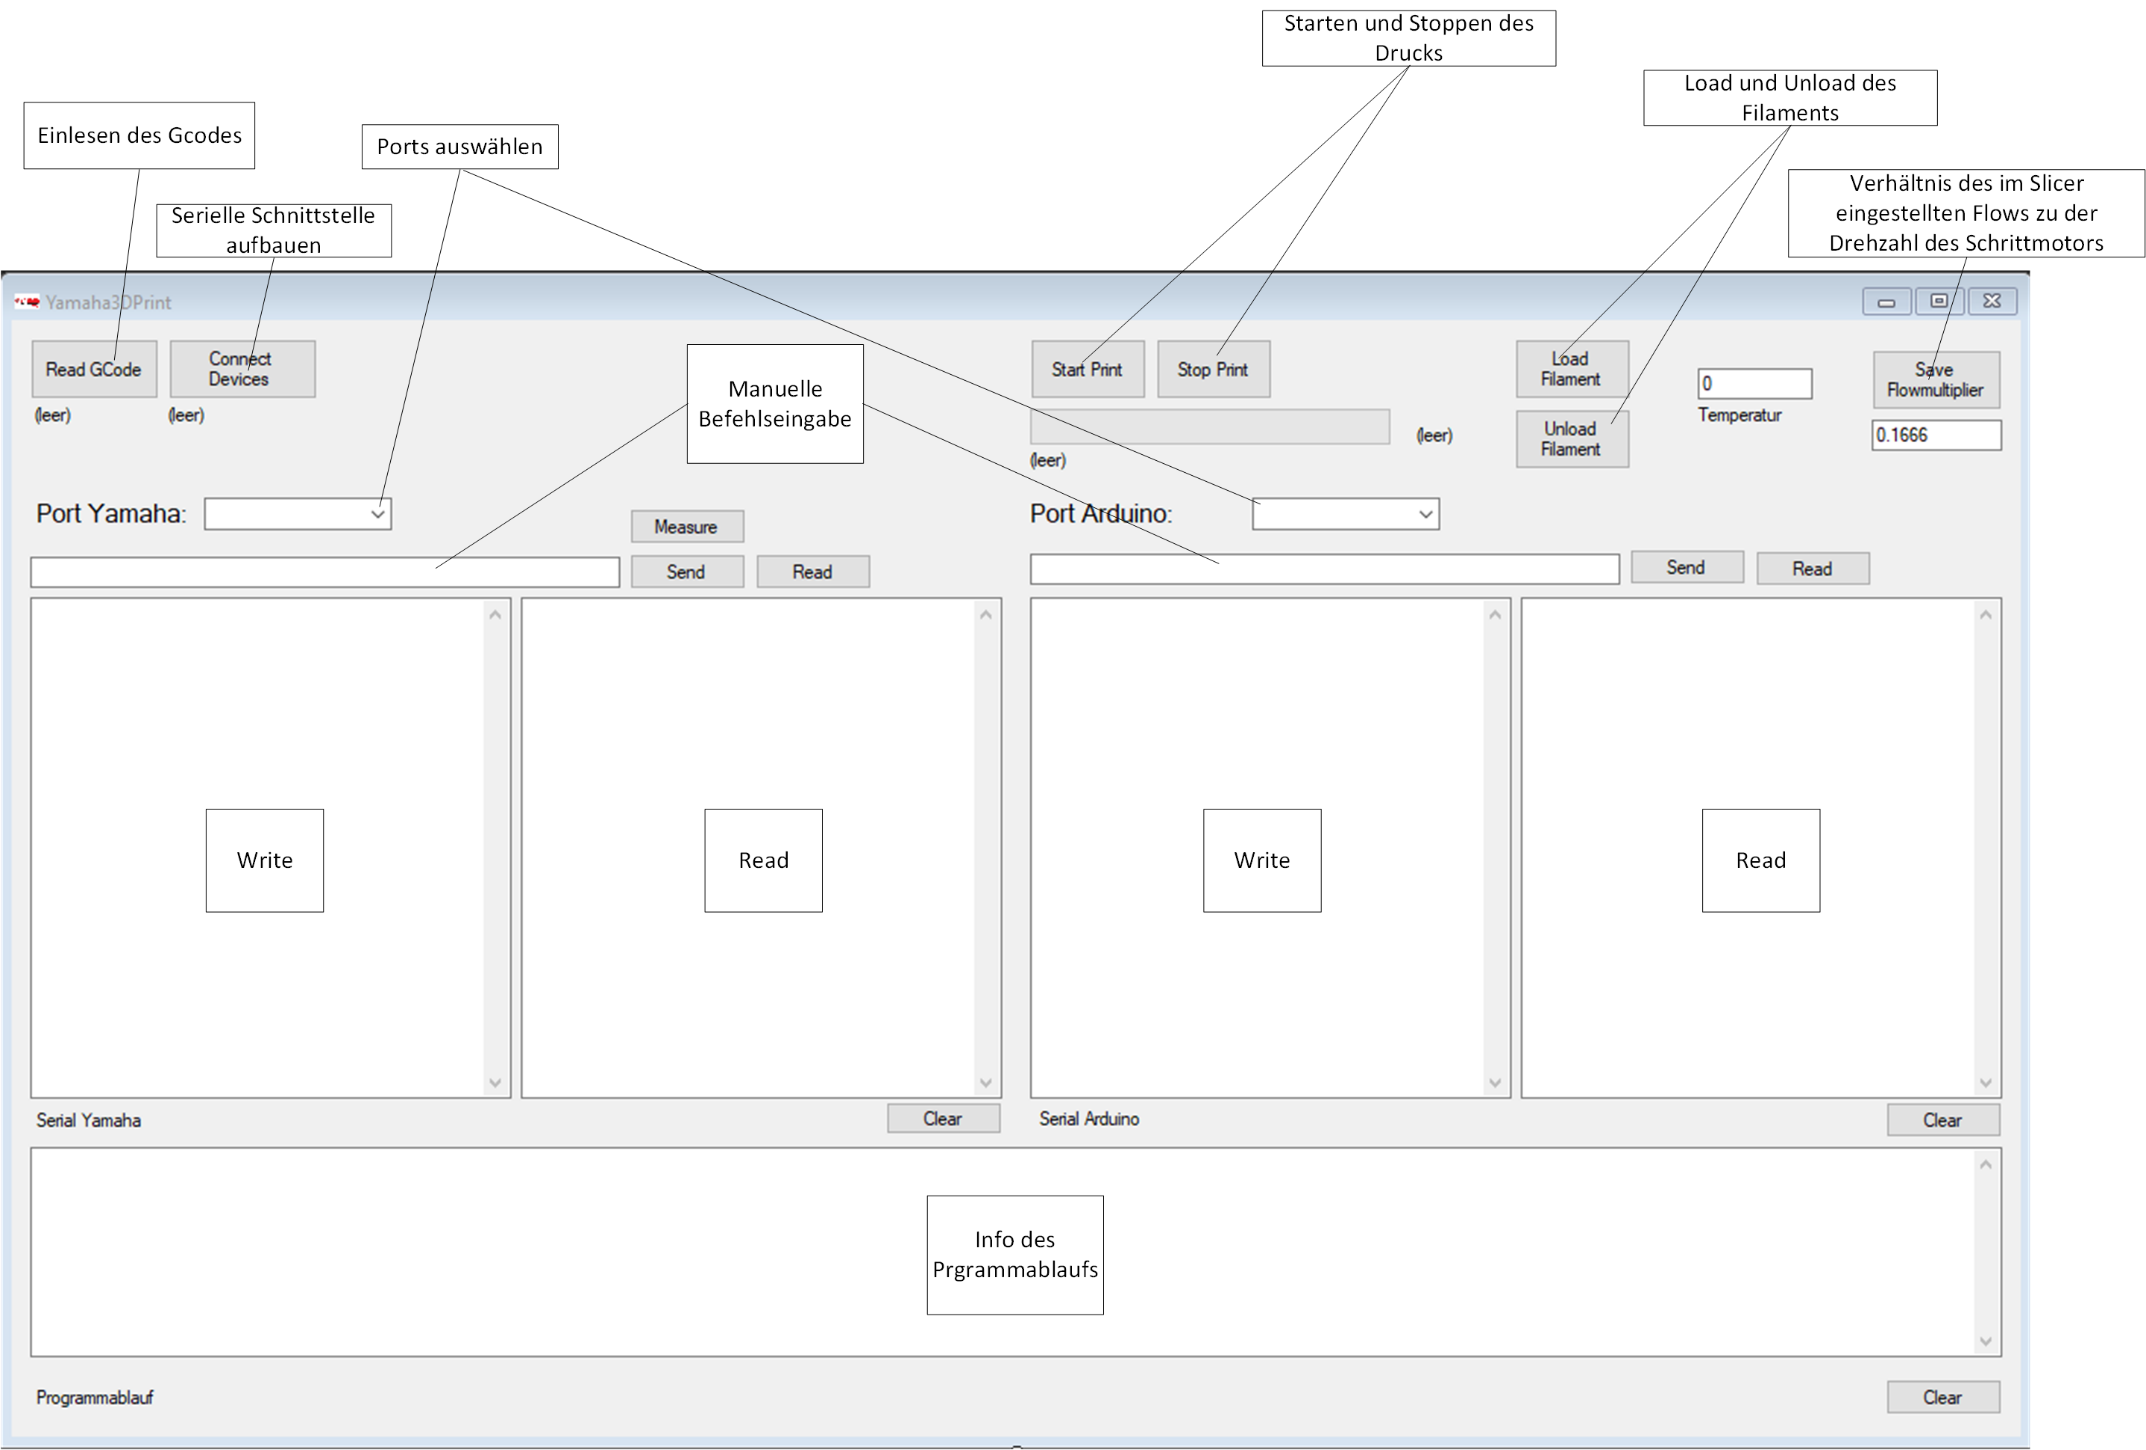 Starten und Stoppen des
Drucks
Load und Unload des
Filaments
Einlesen des Gcodes
Ports auswählen
Verhältnis des im Slicer
eingestellten Flows zu der
Drehzahl des Schrittmotors
Serielle Schnittstelle
aufbauen
Yamaha3DPrint
Read GCode
Connect
Devices
(leer)
(leer)
Manuelle
Befehlseingabe
Start Print
Stop Print
(leer)
(leer)
Load
Filament
Unload
Filament
0
Temperatur
Save
Flowmultiplier
0.1666
Port Yamaha:
Measure
Send
Read
Port Arduino:
Send
Read
Write
Read
Write
Read
Serial Yamaha
Clear
Serial Arduino
Clear
Info des
Prgrammablaufs
Programmablauf
Clear